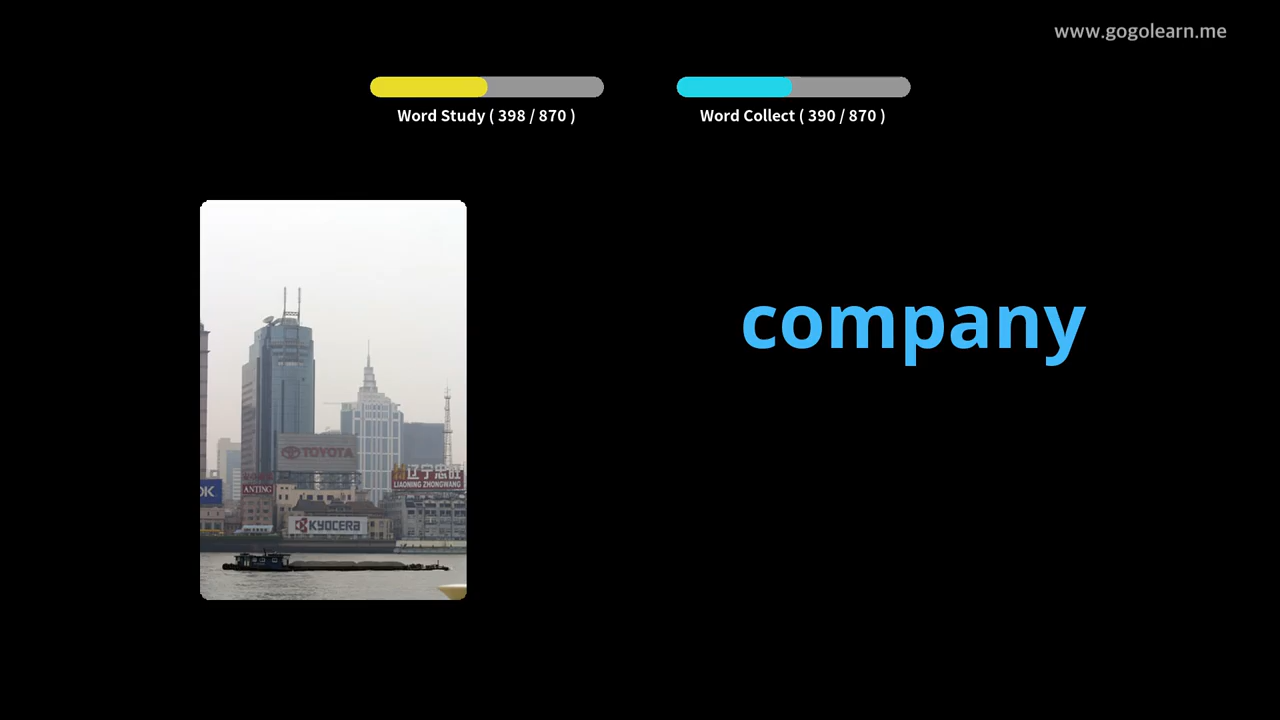 www.gogolearn.me
Word Study ( 398 / 870 )
Word Collect ( 390 / 870 )
company
TOYOTA
辽宁忠旺
LIAONING ZHONGWANG
OK
ANTING
KYOCERA